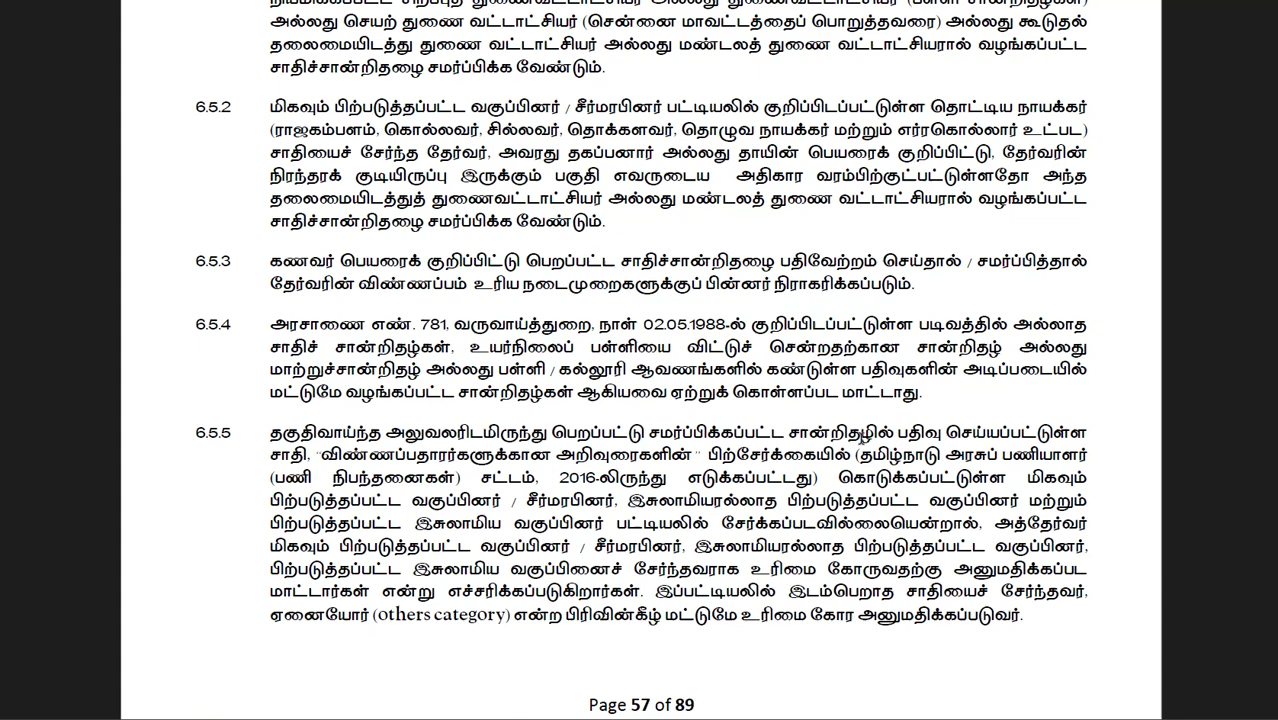 அல்லது செயற் துணை வட்டாட்சியர் (சென்னை மாவட்டத்தைப் பொறுத்தவரை) அல்லது கூடுதல்
தலைமையிடத்து துணை வட்டாட்சியர் அல்லது மண்டலத் துணை வட்டாட்சியரால் வழங்கப்பட்ட
சாதிச்சான்றிதழை சமர்ப்பிக்க வேண்டும்.
6.5.2 மிகவும் பிற்படுத்தப்பட்ட வகுப்பினர் / சீர்மரபினர் பட்டியலில் குறிப்பிடப்பட்டுள்ள தொட்டிய நாயக்கர்
(ராஜகம்பளம், கொல்லவர், சில்லவர், தொக்களவர், தொழுவ நாயக்கர் மற்றும் எர்ரகொல்லார் உட்பட)
சாதியைச் சேர்ந்த தேர்வர், அவரது தகப்பனார் அல்லது தாயின் பெயரைக் குறிப்பிட்டு, தேர்வரின்
நிரந்தரக் குடியிருப்பு இருக்கும் பகுதி எவருடைய அதிகார வரம்பிற்குட்பட்டுள்ளதோ அந்த
தலைமையிடத்துத் துணைவட்டாட்சியர் அல்லது மண்டலத் துணை வட்டாட்சியரால் வழங்கப்பட்ட
சாதிச்சான்றிதழை சமர்ப்பிக்க வேண்டும்.
6.5.3 கணவர் பெயரைக் குறிப்பிட்டு பெறப்பட்ட சாதிச்சான்றிதழை பதிவேற்றம் செய்தால் / சமர்ப்பித்தால்
தேர்வரின் விண்ணப்பம் உரிய நடைமுறைகளுக்குப் பின்னர் நிராகரிக்கப்படும்.
6.5.4 அரசாணை எண். 781, வருவாய்த்துறை, நாள் 02.05.1988-ல் குறிப்பிடப்பட்டுள்ள படிவத்தில் அல்லாத
சாதிச் சான்றிதழ்கள், உயர்நிலைப் பள்ளியை விட்டுச் சென்றதற்கான சான்றிதழ் அல்லது
மாற்றுச்சான்றிதழ் அல்லது பள்ளி / கல்லூரி ஆவணங்களில் கண்டுள்ள பதிவுகளின் அடிப்படையில்
மட்டுமே வழங்கப்பட்ட சான்றிதழ்கள் ஆகியவை ஏற்றுக் கொள்ளப்பட மாட்டாது.
6.5.5 தகுதிவாய்ந்த அலுவலரிடமிருந்து பெறப்பட்டு சமர்ப்பிக்கப்பட்ட சான்றிதழில் பதிவு செய்யப்பட்டுள்ள
சாதி, “விண்ணப்பதாரர்களுக்கான அறிவுரைகளின்” பிற்சேர்க்கையில் (தமிழ்நாடு அரசுப் பணியாளர்
(பணி நிபந்தனைகள்) சட்டம், 2016-லிருந்து எடுக்கப்பட்டது) கொடுக்கப்பட்டுள்ள மிகவும்
பிற்படுத்தப்பட்ட வகுப்பினர் / சீர்மரபினர், இசுலாமியரல்லாத பிற்படுத்தப்பட்ட வகுப்பினர் மற்றும்
பிற்படுத்தப்பட்ட இசுலாமிய வகுப்பினர் பட்டியலில் சேர்க்கப்படவில்லையென்றால், அத்தேர்வர்
மிகவும் பிற்படுத்தப்பட்ட வகுப்பினர் / சீர்மரபினர், இசுலாமியரல்லாத பிற்படுத்தப்பட்ட வகுப்பினர்,
பிற்படுத்தப்பட்ட இசுலாமிய வகுப்பினைச் சேர்ந்தவராக உரிமை கோருவதற்கு அனுமதிக்கப்பட
மாட்டார்கள் என்று எச்சரிக்கப்படுகிறார்கள். இப்பட்டியலில் இடம்பெறாத சாதியைச் சேர்ந்தவர்,
ஏனையோர் (others category) என்ற பிரிவின்கீழ் மட்டுமே உரிமை கோர அனுமதிக்கப்படுவர்.
Page 57 of 89